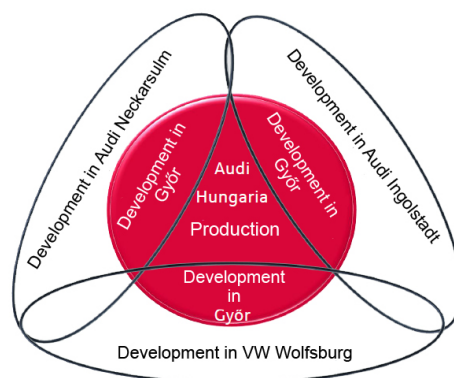 Development in Audi Neckarsulm
Development in Audi Ingolstadt
Development in
Győr
Development in
Győr
Audi
Hungaria
Production
Development
in
Győr
Development in VW Wolfsburg